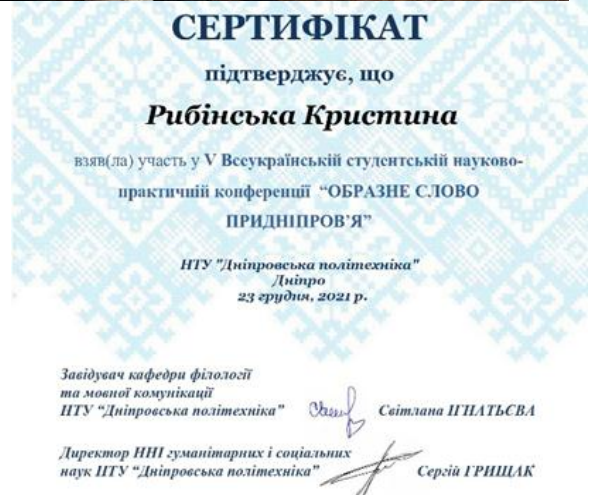 СЕРТИФІКАТ
підтверджує, що
Рибінська Кристина
взяв(ла) участь у V Всеукраїнській студентській науково-
практичній конференції “ОБРАЗНЕ СЛОВО
ПРИДНІПРОВ’Я”
НТУ "Дніпровська політехніка"
Дніпро
23 грудня, 2021 р.
Завідувач кафедри філології
та мовної комунікації
НТУ “Дніпровська політехніка” Світлана ІГНАТЬЄВА
Директор ННІ гуманітарних і соціальних
наук НТУ “Дніпровська політехніка” Сергій ГРИЩАК